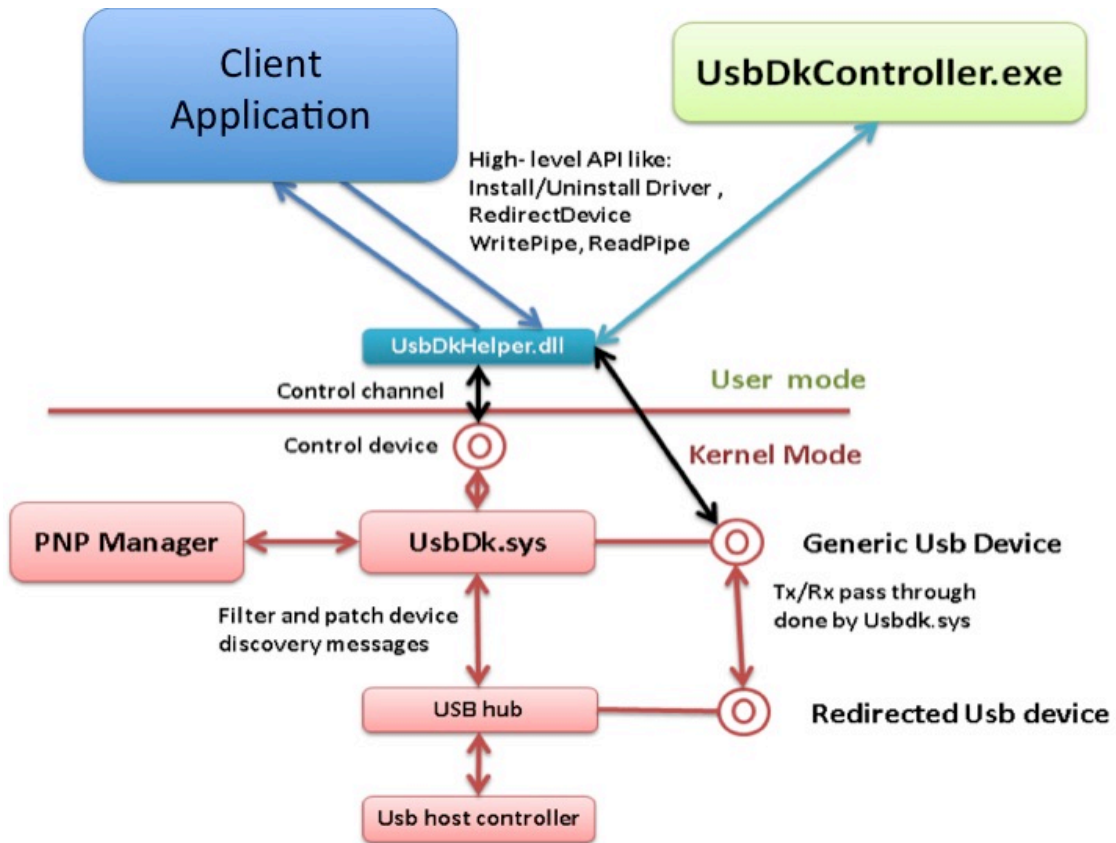 Client
Application
UsbDkController.exe
High- level API like:
Install/Uninstall Driver ,
RedirectDevice
WritePipe, ReadPipe
UsbDkHelper.dll
Control channel
User mode
Control device
Kernel Mode
PNP Manager
UsbDk.sys
Generic Usb Device
Filter and patch device
discovery messages
Tx/Rx pass through
done by Usbdk.sys
USB hub
Redirected Usb device
Usb host controller